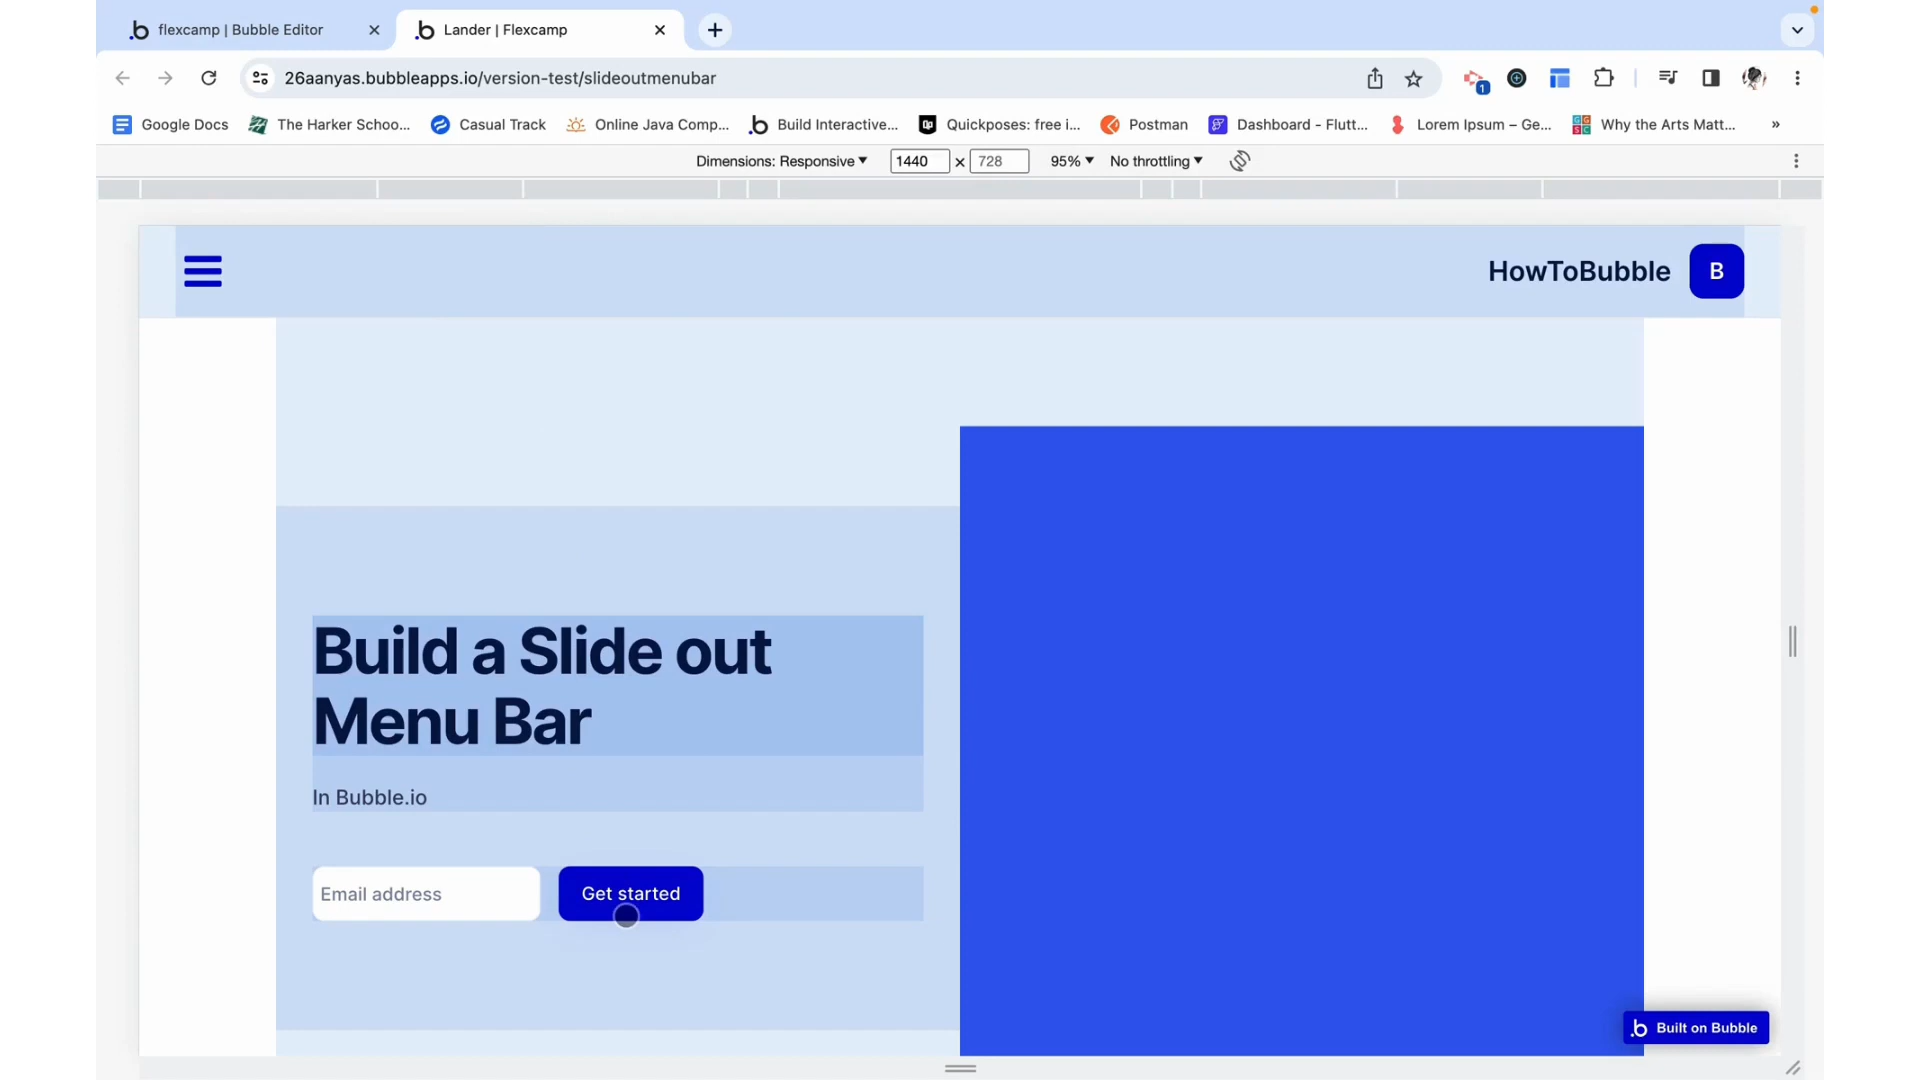 flexcamp | Bubble Editor
Lander | Flexcamp
26aanyas.bubbleapps.io/version-test/slideoutmenubar
1
Google Docs
The Harker Schoo...
Casual Track
Online Java Comp...
Build Interactive...
Quickposes: free i...
Postman
Dashboard - Flutt...
Lorem Ipsum – Ge...
Why the Arts Matt...
Dimensions: Responsive
1440 x 728
95%
No throttling
HowToBubble
B
Build a Slide out
Menu Bar
In Bubble.io
Email address
Get started
Built on Bubble